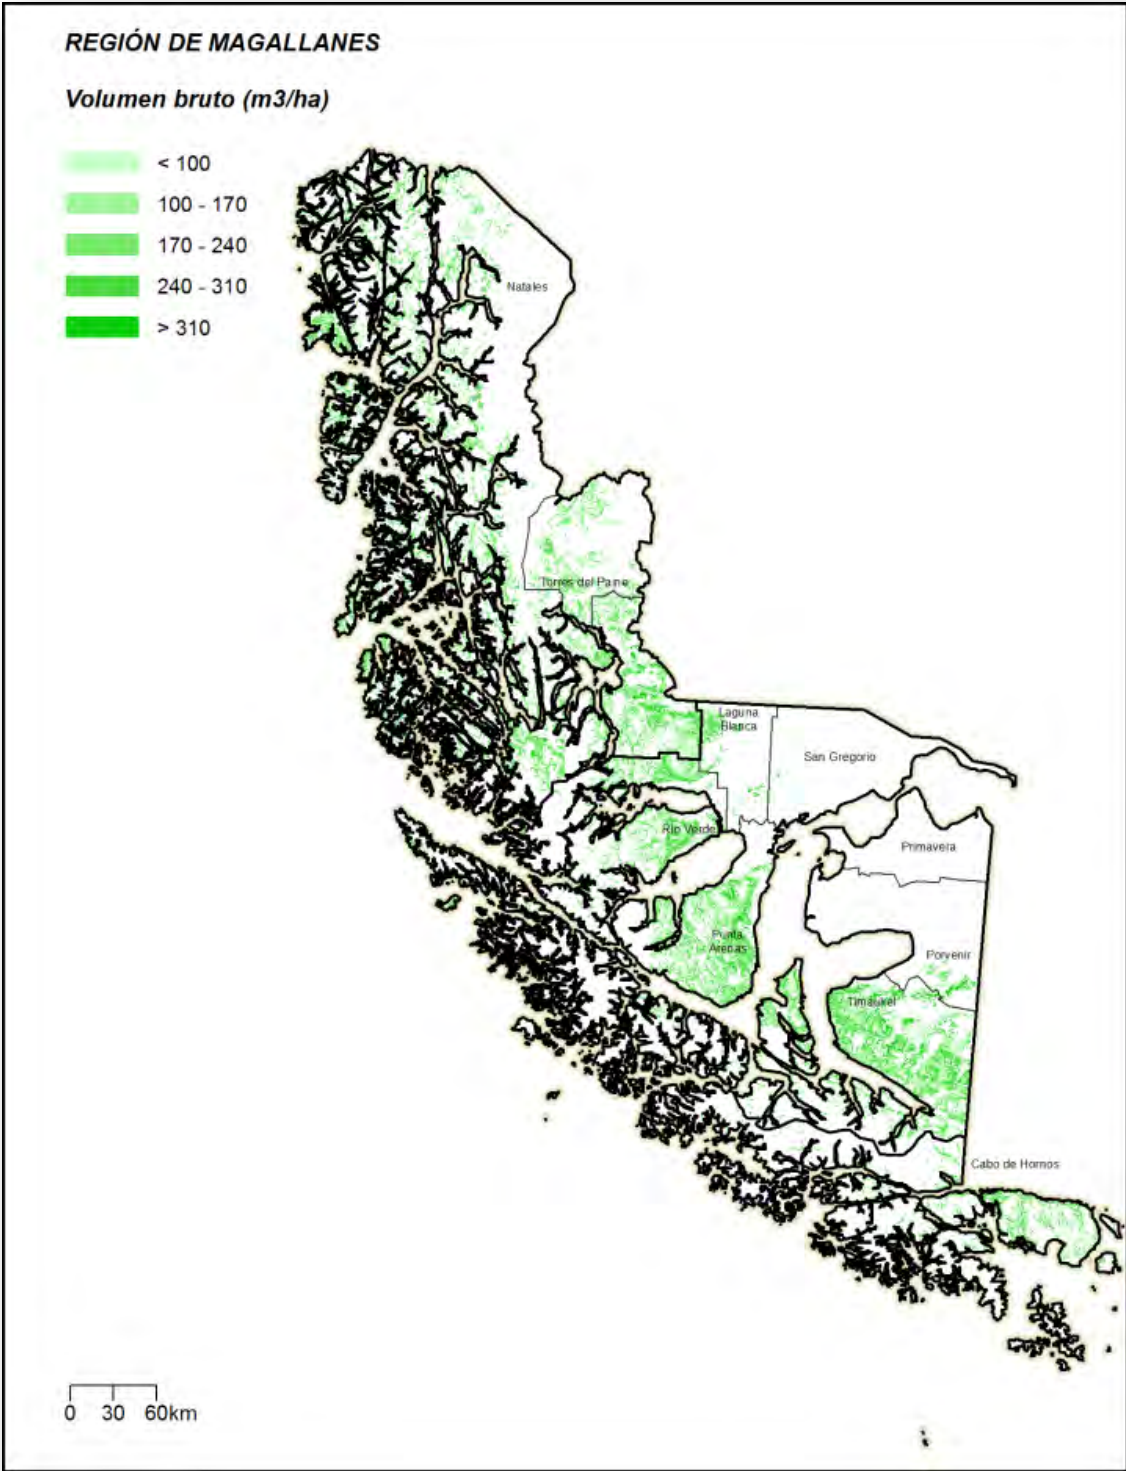 REGIÓN DE MAGALLANES
Volumen bruto (m3/ha)
< 100
100 - 170
170 - 240
240 - 310
> 310
Natales
Torres del Paine
Laguna
Blanca
San Gregorio
Río Verde
Primavera
Punta
Arenas
Porvenir
Timaukel
Cabo de Hornos
0 30 60km